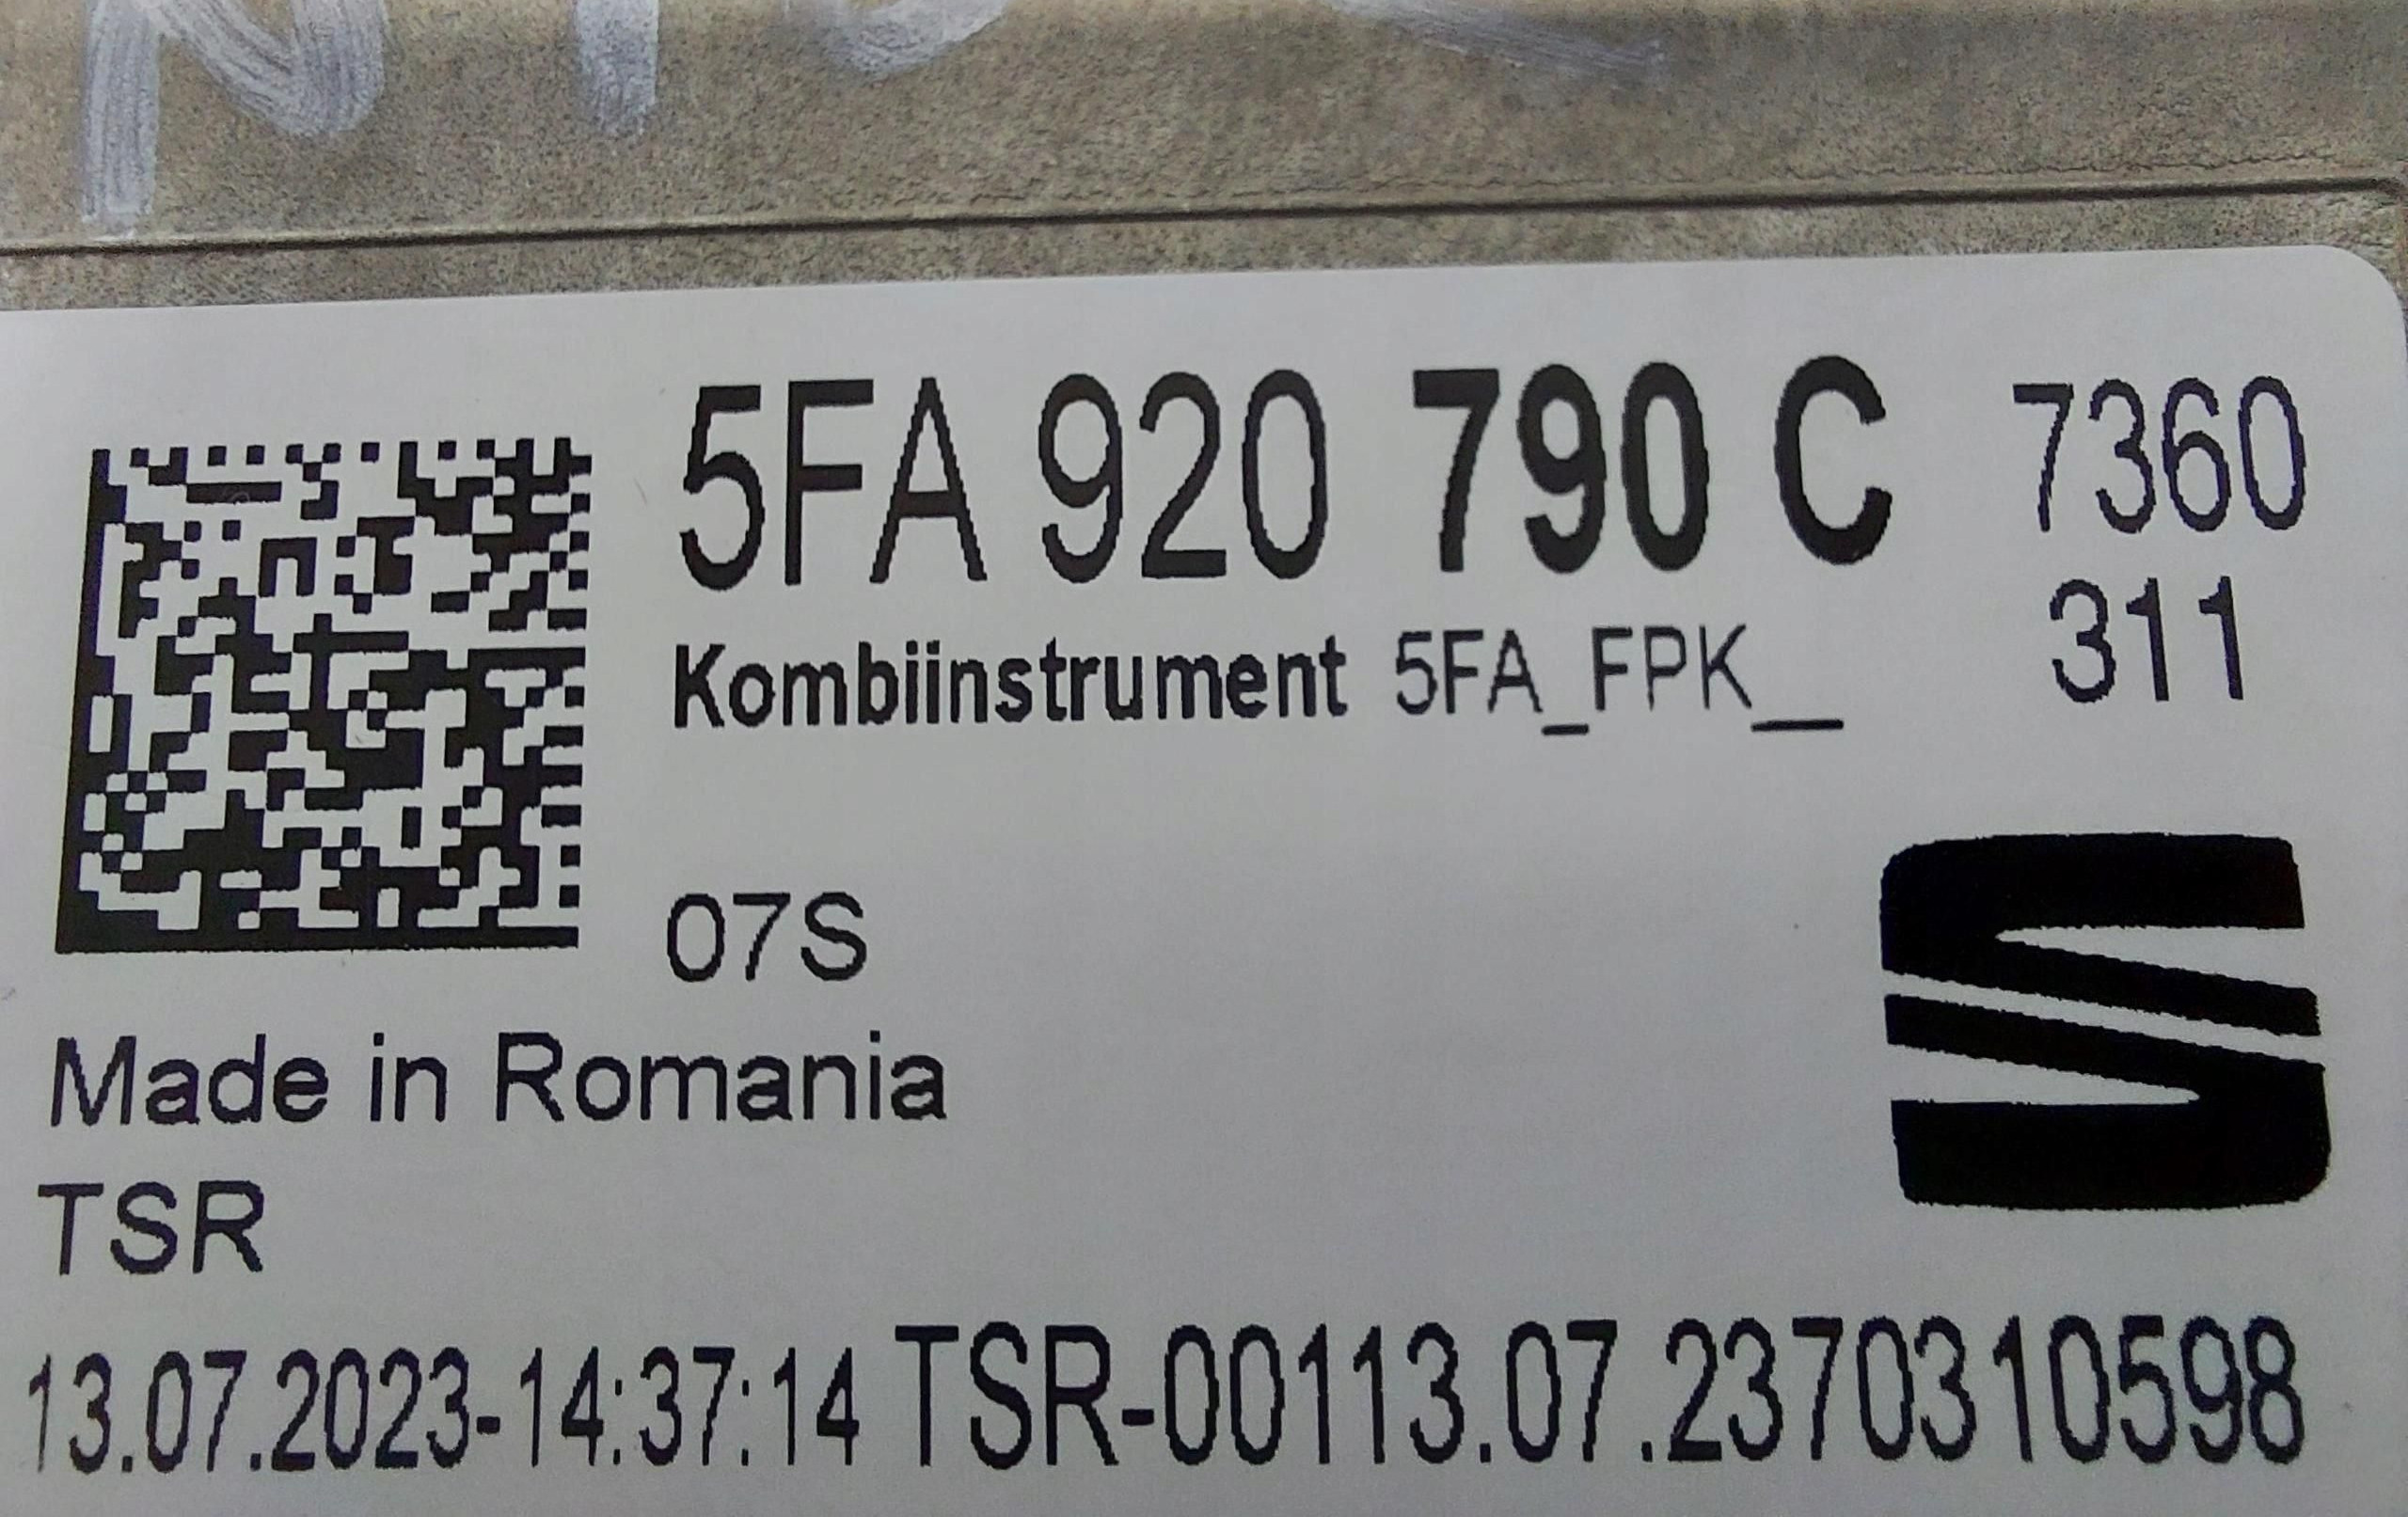 5FA 920 790 C 7360
Kombiinstrument 5FA_FPK__ 311
07S
Made in Romania
TSR
13.07.2023-14:37:14 TSR-00113.07.2370310598